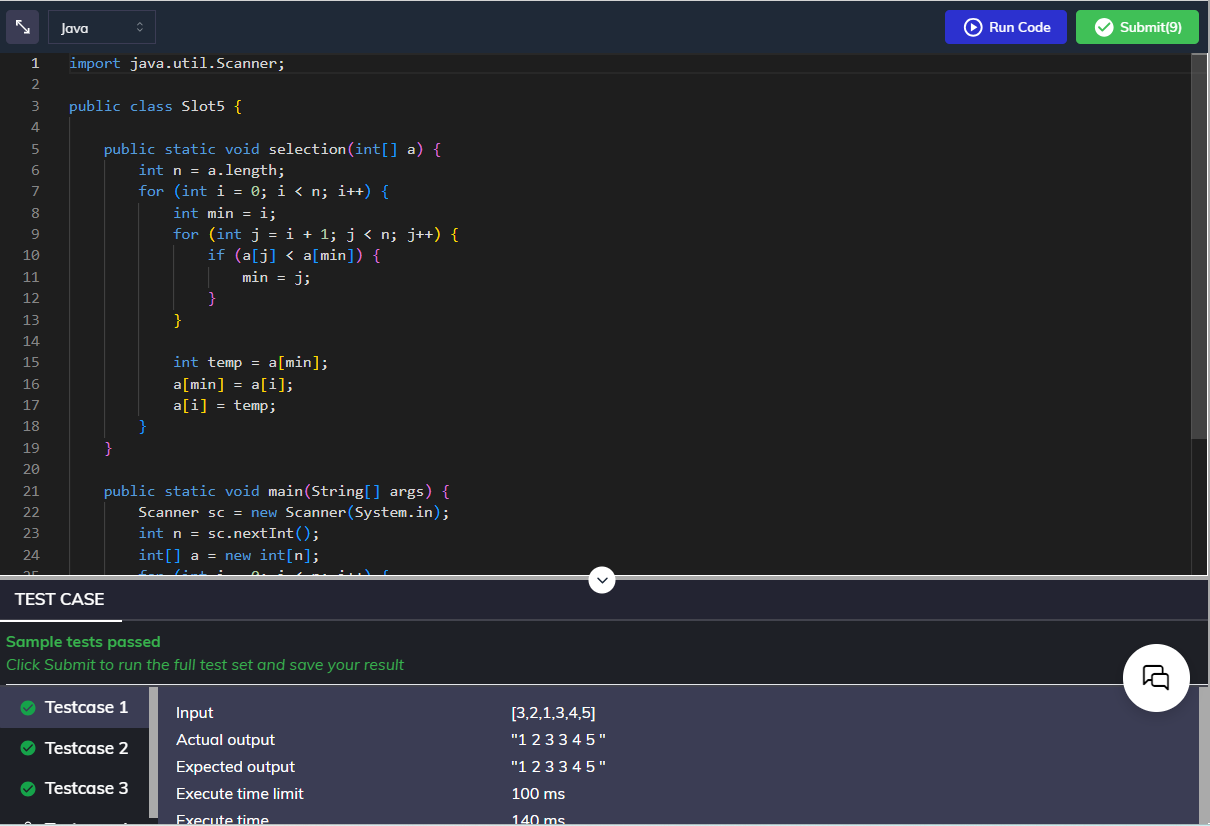 Java
Run Code
Submit(9)
1 import java.util.Scanner;
2
3 public class Slot5 {
4
5 public static void selection(int[] a) {
6 int n = a.length;
7 for (int i = 0; i < n; i++) {
8 int min = i;
9 for (int j = i + 1; j < n; j++) {
10 if (a[j] < a[min]) {
11 min = j;
12 }
13 }
14
15 int temp = a[min];
16 a[min] = a[i];
17 a[i] = temp;
18 }
19 }
20
21 public static void main(String[] args) {
22 Scanner sc = new Scanner(System.in);
23 int n = sc.nextInt();
24 int[] a = new int[n];
25 for (int i = 0; i < n; i++) {
TEST CASE
Sample tests passed
Click Submit to run the full test set and save your result
Testcase 1
Testcase 2
Testcase 3
Input [3,2,1,3,4,5]
Actual output "1 2 3 3 4 5 "
Expected output "1 2 3 3 4 5 "
Execute time limit 100 ms
Execute time 140 ms